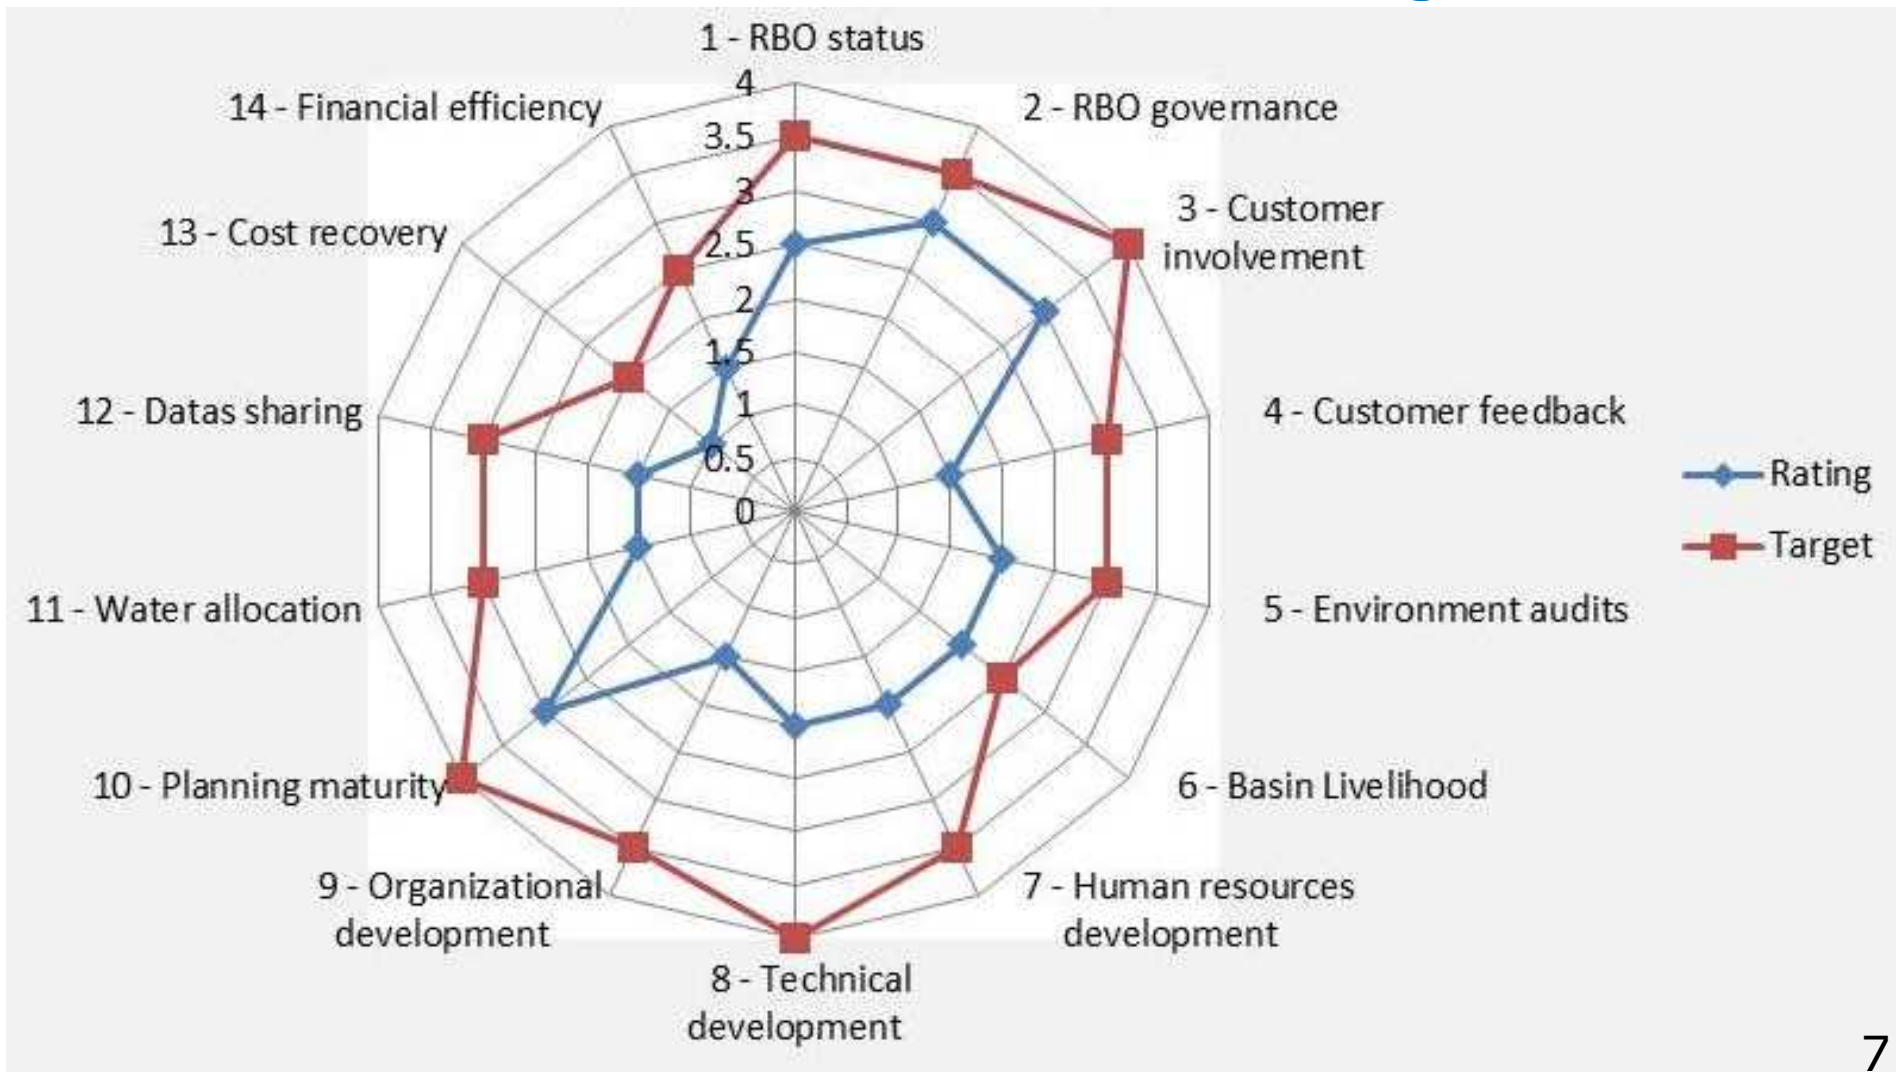 1 - RBO status
2 - RBO governance
3 - Customer
involvement
4 - Customer feedback
5 - Environment audits
6 - Basin Livelihood
7 - Human resources
development
8 - Technical
development
9 - Organizational
development
10 - Planning maturity
11 - Water allocation
12 - Datas sharing
13 - Cost recovery
14 - Financial efficiency
4
3.5
3
2.5
2
1.5
1
0.5
0
Rating
Target
7